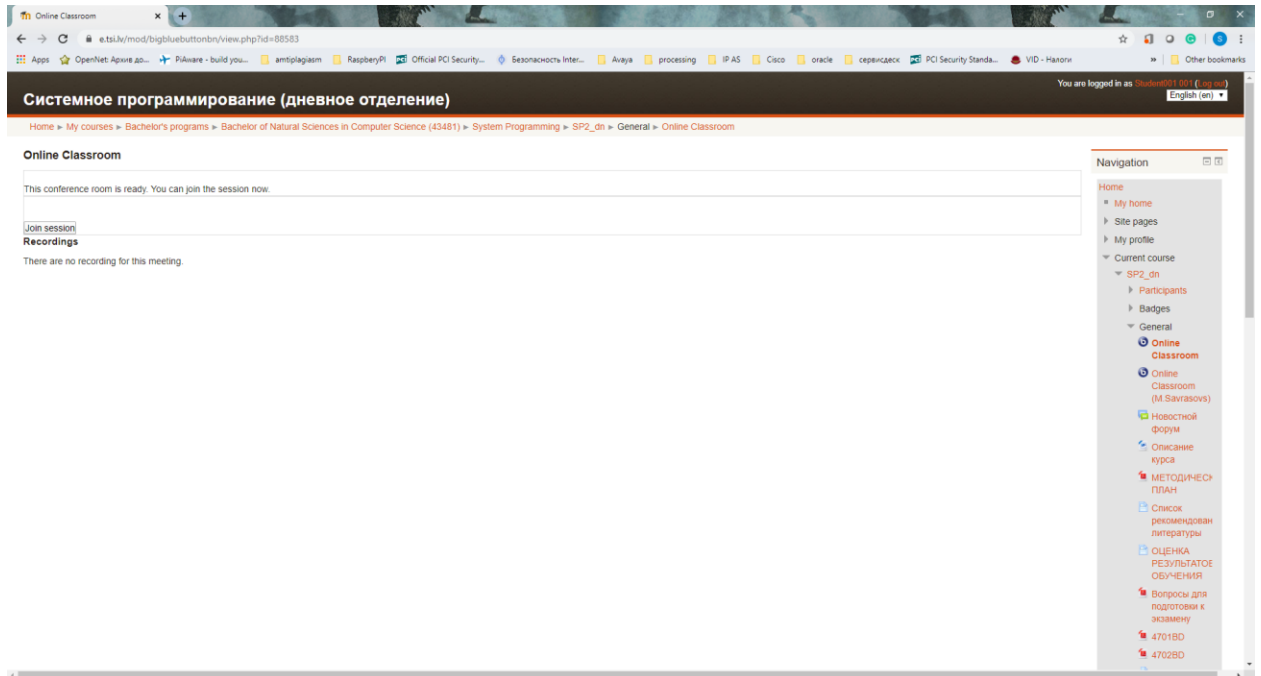 Online Classroom
e.tsi.lv/mod/bigbluebuttonbn/view.php?id=88583
Apps OpenNet: Архив до... PiAware - build you... amtiplagiasm RaspberyPI Official PCI Security... Безопасность Inter... Avaya processing IP AS Cisco oracle сервисдеск PCI Security Standa... VID - Налоги » Other bookmarks
You are logged in as Student001 001 (Log out)
Системное программирование (дневное отделение)
English (en)
Home ► My courses ► Bachelor's programs ► Bachelor of Natural Sciences in Computer Science (43481) ► System Programming ► SP2_dn ► General ► Online Classroom
Online Classroom
This conference room is ready. You can join the session now.
Join session
Recordings
There are no recording for this meeting.
Navigation
Home
My home
Site pages
My profile
Current course
SP2_dn
Participants
Badges
General
Online
Classroom
Online
Classroom
(M.Savrasovs)
Новостной
форум
Описание
курса
МЕТОДИЧЕСК
ПЛАН
Список
рекомендован
литературы
ОЦЕНКА
РЕЗУЛЬТАТОВ
ОБУЧЕНИЯ
Вопросы для
подготовки к
экзамену
4701BD
4702BD